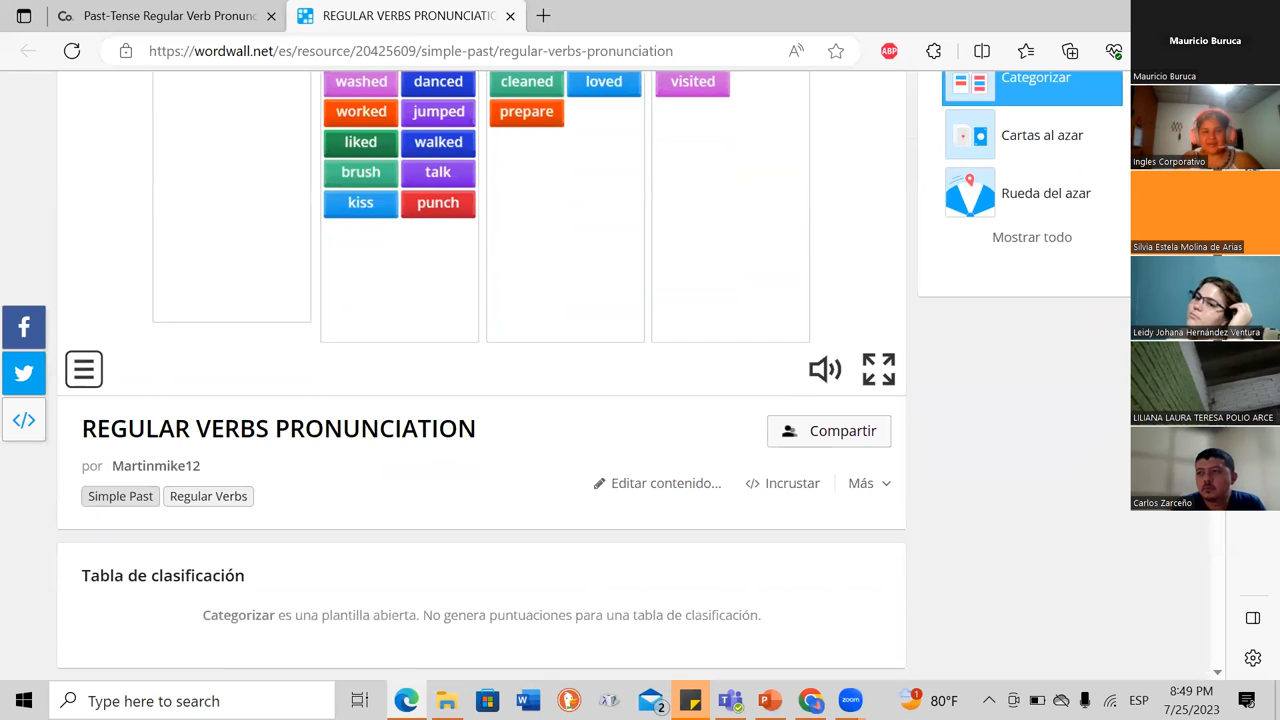 Past-Tense Regular Verb Pronunc
REGULAR VERBS PRONUNCIATIC
https://wordwall.net/es/resource/20425609/simple-past/regular-verbs-pronunciation
ABP
washed danced cleaned loved visited
worked jumped prepare
liked walked
brush talk
kiss punch
Categorizar
Cartas al azar
Rueda del azar
Mostrar todo
REGULAR VERBS PRONUNCIATION
Compartir
por Martinmike12
Editar contenido... Incrustar Más
Simple Past Regular Verbs
Tabla de clasificación
Categorizar es una plantilla abierta. No genera puntuaciones para una tabla de clasificación.
Mauricio Buruca
Mauricio Buruca
Ingles Corporativo
Silvia Estela Molina de Arias
Leidy Johana Hernández Ventura
LILIANA LAURA TERESA POLIO ARCE
Carlos Zarceño
Type here to search
2
zoom
1
80°F
ESP
8:49 PM
7/25/2023